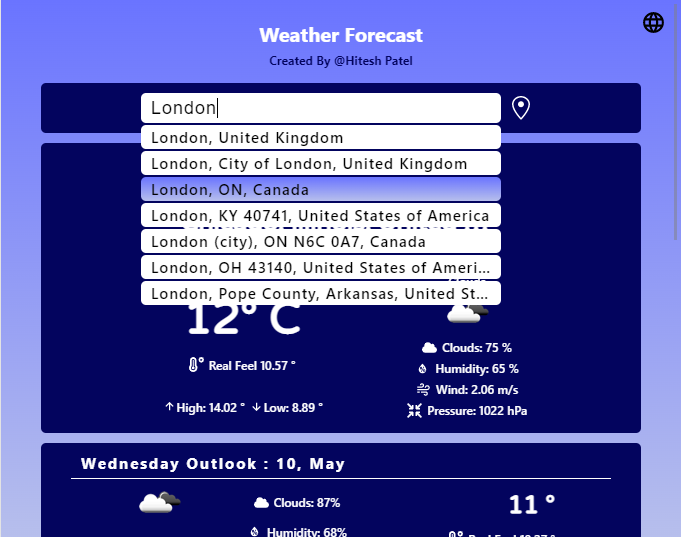 Weather Forecast
Created By @Hitesh Patel
London
London, United Kingdom
London, City of London, United Kingdom
London, ON, Canada
London, KY 40741, United States of America
London (city), ON N6C 0A7, Canada
London, OH 43140, United States of Ameri...
London, Pope County, Arkansas, United St...
12° C
Real Feel 10.57 °
High: 14.02 ° Low: 8.89 °
Clouds: 75 %
Humidity: 65 %
Wind: 2.06 m/s
Pressure: 1022 hPa
Wednesday Outlook : 10, May
Clouds: 87%
11 °
Humidity: 68%
Real Feel